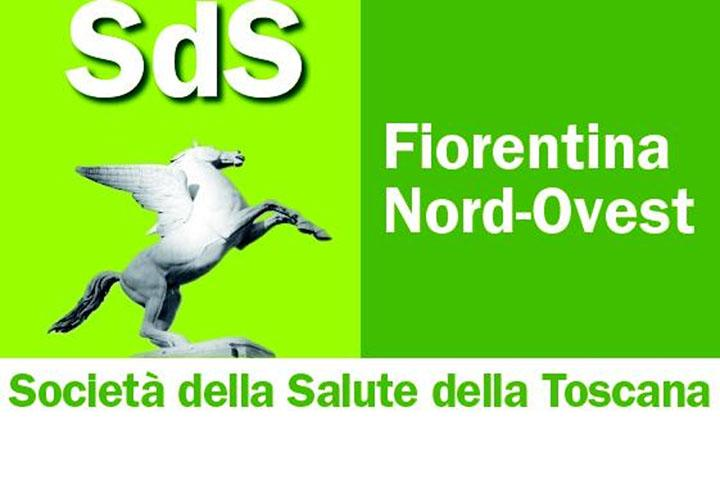 SdS
Fiorentina
Nord-Ovest
Società della Salute della Toscana